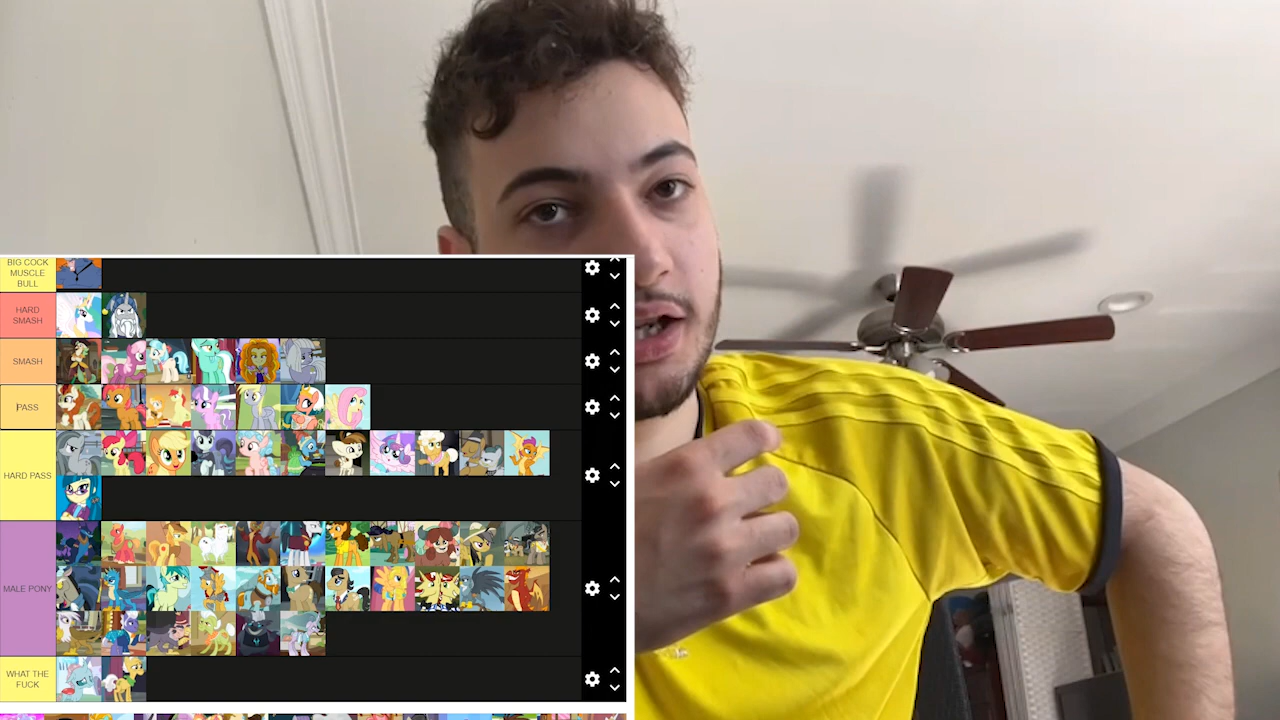 BIG COCK
MUSCLE
BULL
HARD
SMASH
SMASH
PASS
HARD PASS
MALE PONY
WHAT THE
FUCK